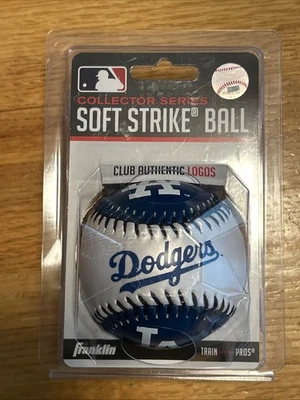 COLLECTOR SERIES
SOFT STRIKE® BALL
CLUB AUTHENTIC LOGOS
LA
Dodgers
LA
Franklin
TRAIN
PROS®